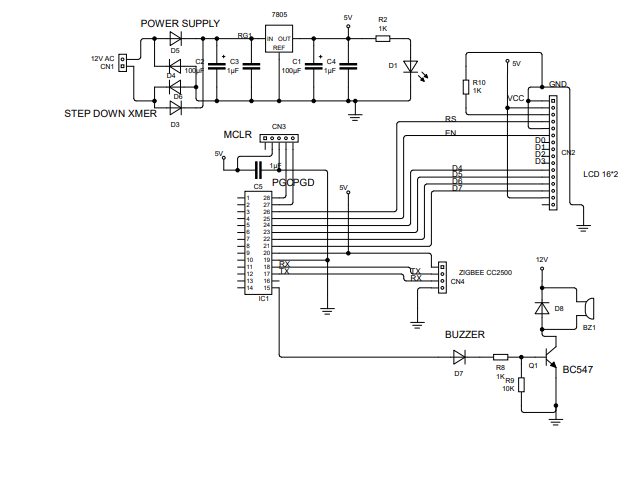 POWER SUPPLY
7805
5V
R2
1K
D5
RG1
IN OUT
REF
12V AC
CN1
C2
100µF
C3
1µF
C1
100µF
C4
1µF
D1
D4
D6
D3
STEP DOWN XMER
5V
R10
1K
GND
VCC
RS
EN
D0
D1
D2
D3
D4
D5
D6
D7
CN2
LCD 16*2
MCLR
CN3
5V
1µF
C5
PGCPGD
5V
1 28
2 27
3 26
4 25
5 24
6 23
7 22
8 21
9 20
10 19
11 18
12 17
13 16
14 15
IC1
RX
TX
TX
RX
ZIGBEE CC2500
CN4
12V
D8
BZ1
BUZZER
D7
R8
1K
R9
10K
Q1
BC547